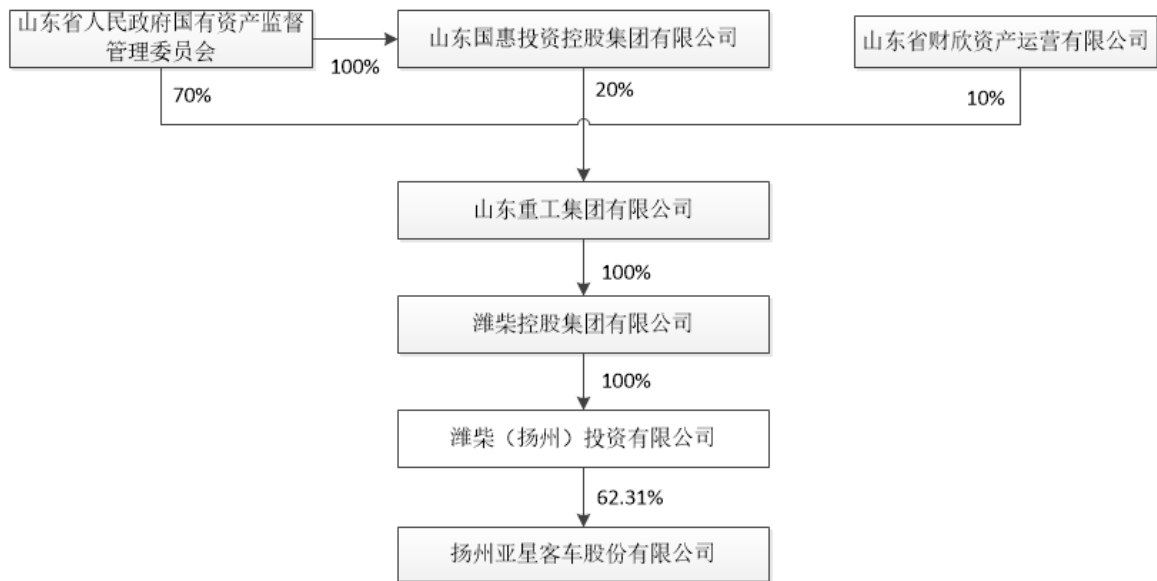 山东省人民政府国有资产监督
管理委员会
100%
山东国惠投资控股集团有限公司
山东省财欣资产运营有限公司
70%
20%
10%
山东重工集团有限公司
100%
潍柴控股集团有限公司
100%
潍柴（扬州）投资有限公司
62.31%
扬州亚星客车股份有限公司